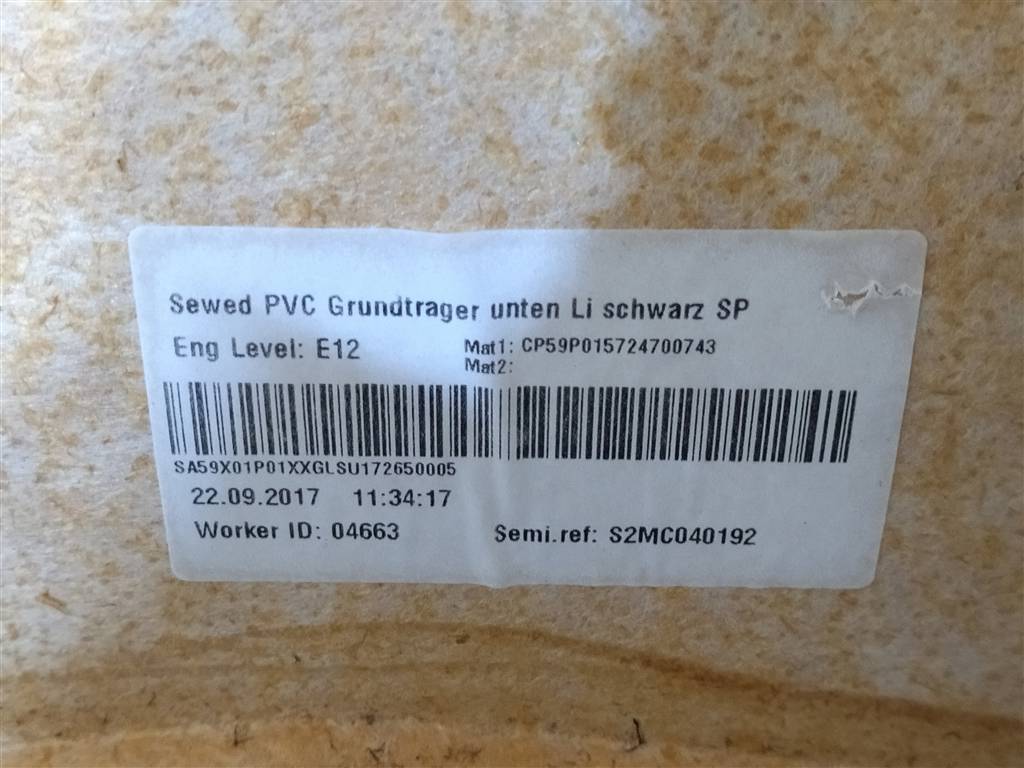 Sewed PVC Grundtrager unten Li schwarz SP
Eng Level: E12
Mat1: CP59P015724700743
Mat2:
SA59X01P01XXGLSU172650005
22.09.2017 11:34:17
Worker ID: 04663
Semi.ref: S2MC040192